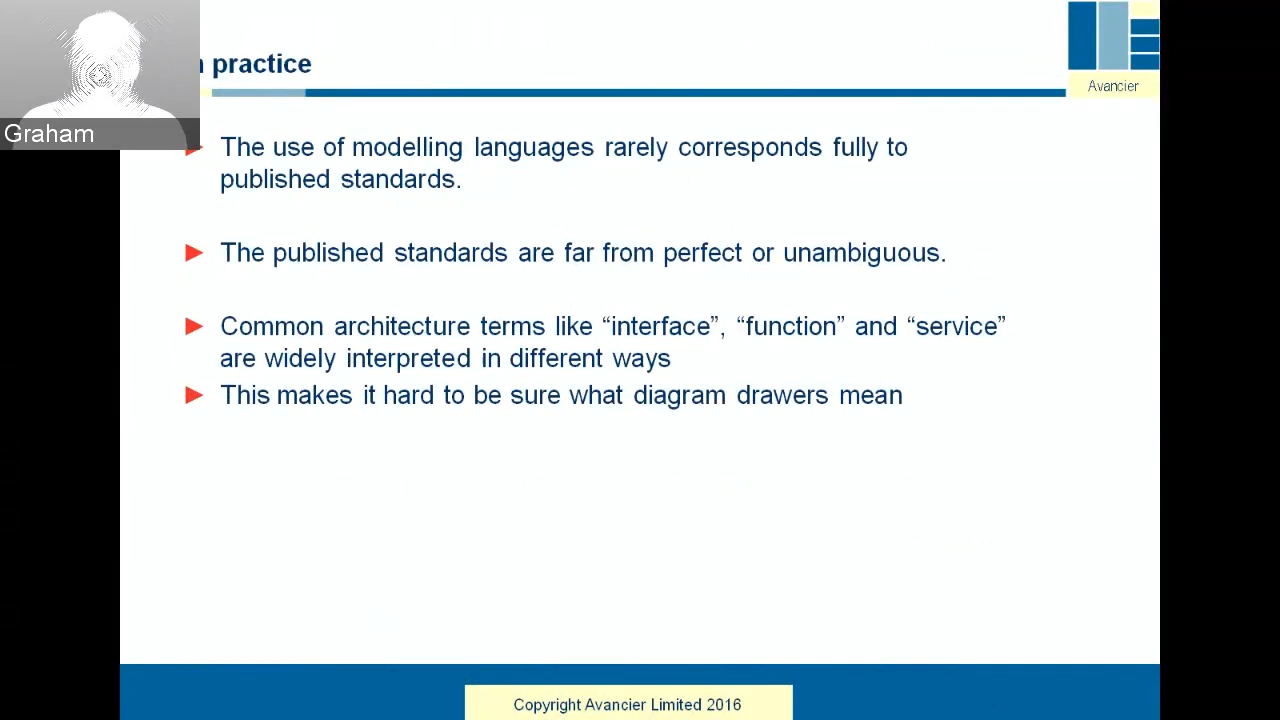 practice
Avancier
Graham
The use of modelling languages rarely corresponds fully to
published standards.
The published standards are far from perfect or unambiguous.
Common architecture terms like “interface”, “function” and “service”
are widely interpreted in different ways
This makes it hard to be sure what diagram drawers mean
Copyright Avancier Limited 2016